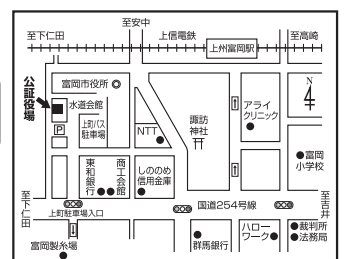 至安中
至下仁田
上信電鉄
至高崎
上州富岡駅
公証役場
富岡市役所
水道会館
P
上町バス
駐車場
NTT
諏訪
神社
アライ
クリニック
N
4
富岡
小学校
東和銀行
商工会館
しののめ
信用金庫
至下仁田
国道254号線
至吉井
上町駐車場入口
富岡製糸場
群馬銀行
ハロー
ワーク
裁判所
法務局